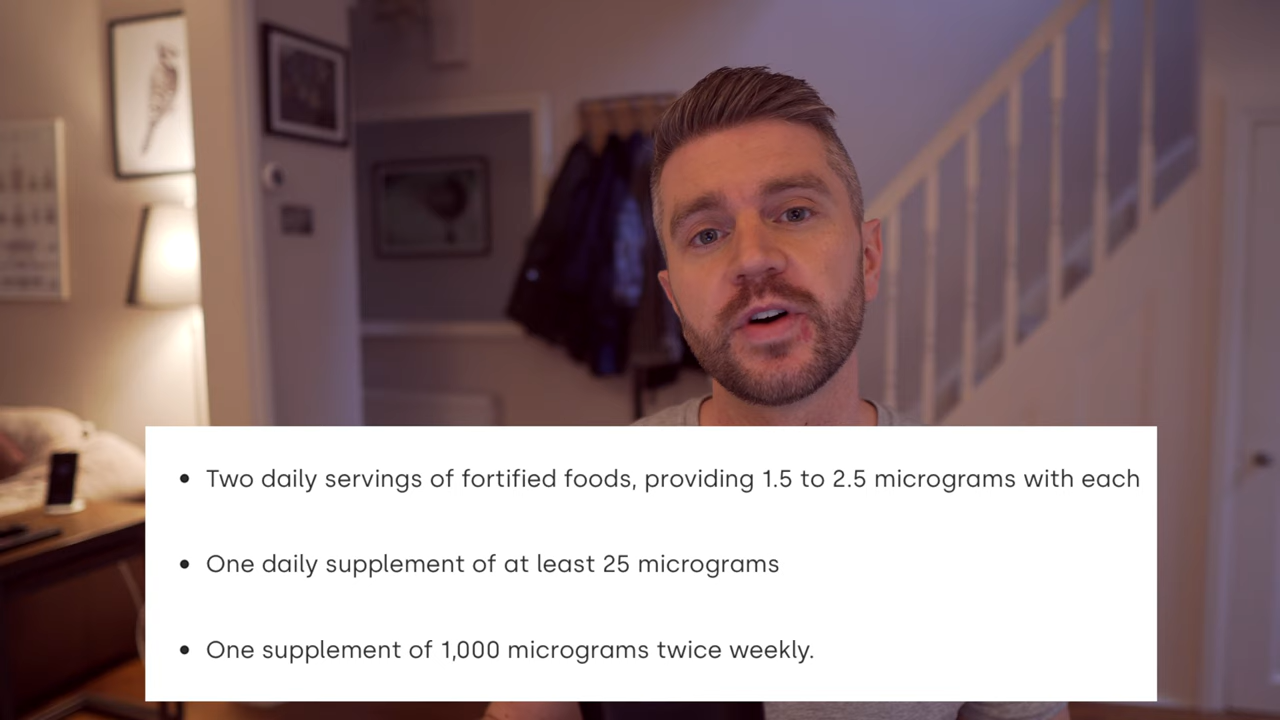 Two daily servings of fortified foods, providing 1.5 to 2.5 micrograms with each
One daily supplement of at least 25 micrograms
One supplement of 1,000 micrograms twice weekly.